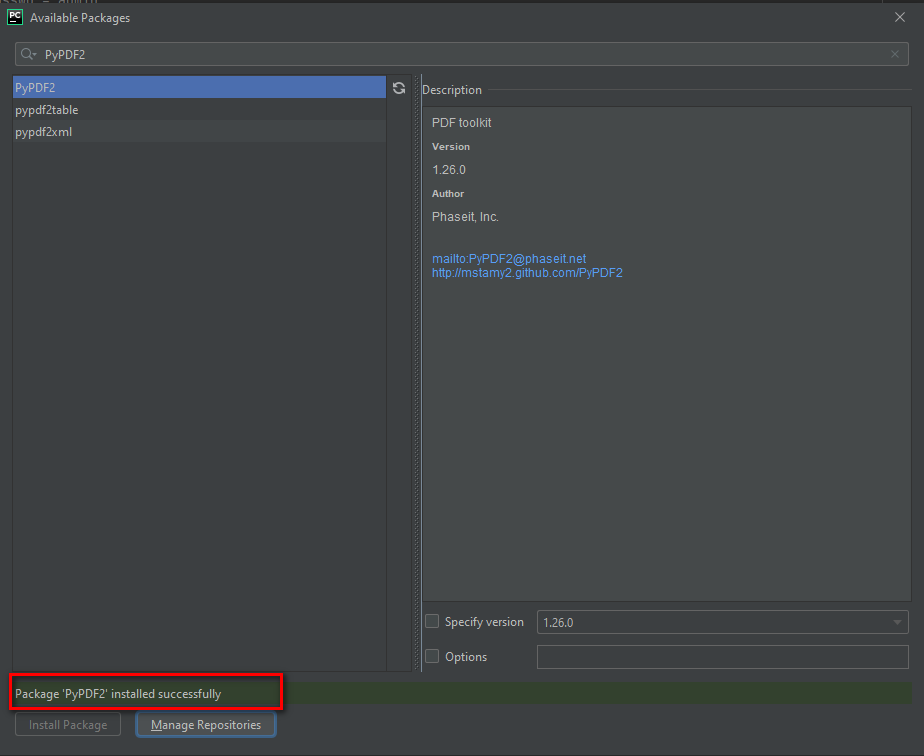 PC
Available Packages
PyPDF2
PyPDF2
pypdf2table
pypdf2xml
Description
PDF toolkit
Version
1.26.0
Author
Phaseit, Inc.
mailto:PyPDF2@phaseit.net
http://mstamy2.github.com/PyPDF2
Specify version
1.26.0
Options
Package 'PyPDF2' installed successfully
Install Package
Manage Repositories